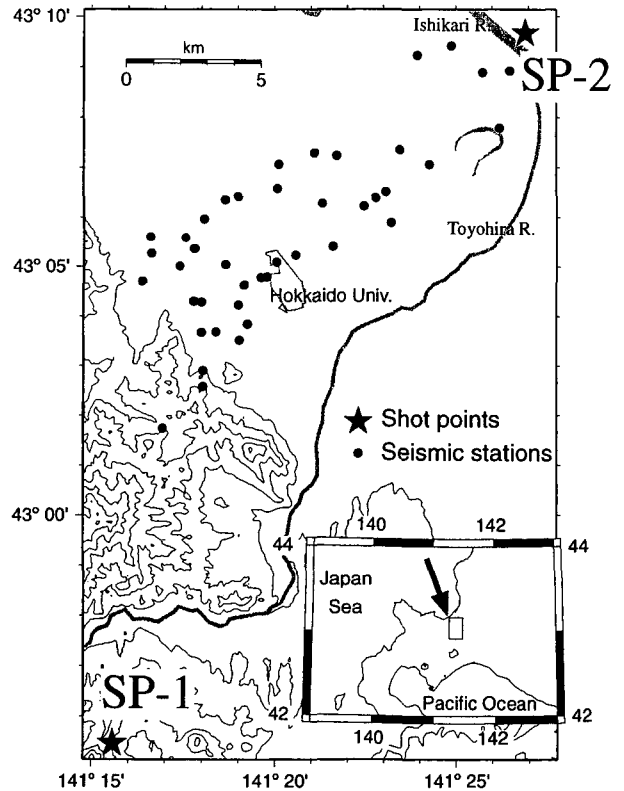 43° 10'
Ishikari R.
km
0 5
SP-2
Toyohira R.
43° 05'
Hokkaido Univ.
Shot points
Seismic stations
43° 00'
140 142
44 44
Japan
Sea
Pacific Ocean
42 42
140 142
SP-1
141° 15' 141° 20' 141° 25'